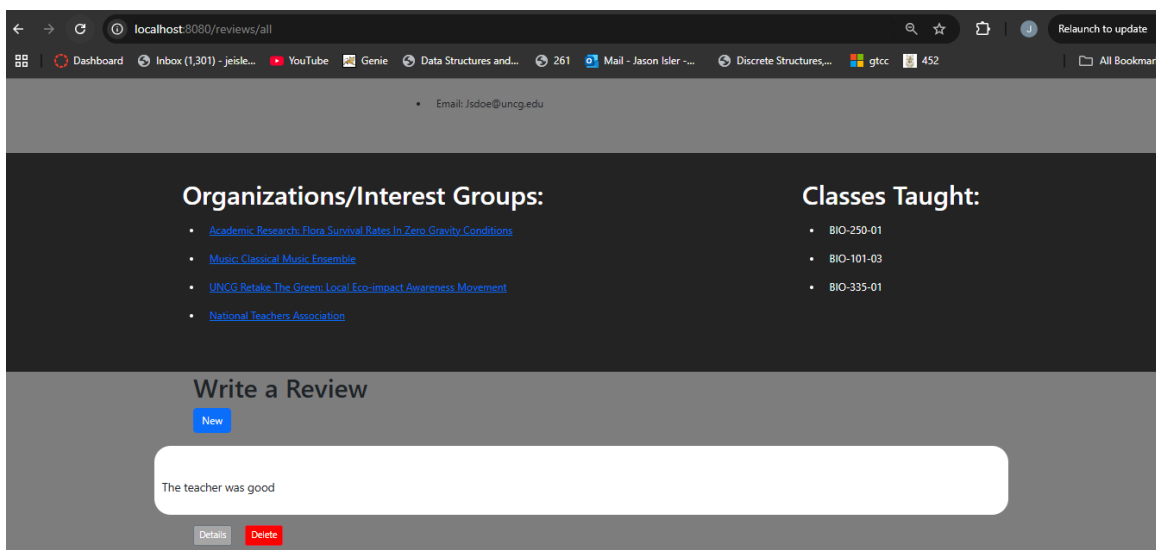 localhost:8080/reviews/all
Relaunch to update
Dashboard Inbox (1,301) - jeisle... YouTube Genie Data Structures and... 261 Mail - Jason Isler -... Discrete Structures,... gtcc 452 All Bookmar
• Email: Jsdoe@uncg.edu
Organizations/Interest Groups:
• Academic Research: Flora Survival Rates In Zero Gravity Conditions
• Music: Classical Music Ensemble
• UNCG Retake The Green: Local Eco-impact Awareness Movement
• National Teachers Association
Classes Taught:
• BIO-250-01
• BIO-101-03
• BIO-335-01
Write a Review
New
The teacher was good
Details Delete